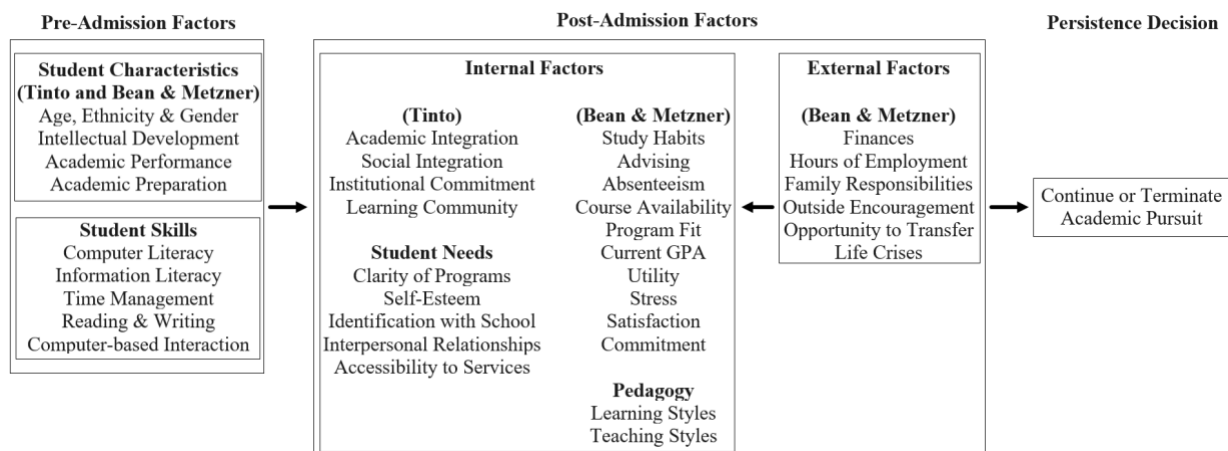 Pre-Admission Factors
Student Characteristics
(Tinto and Bean & Metzner)
Age, Ethnicity & Gender
Intellectual Development
Academic Performance
Academic Preparation
Student Skills
Computer Literacy
Information Literacy
Time Management
Reading & Writing
Computer-based Interaction
Post-Admission Factors
Internal Factors
(Tinto)
Academic Integration
Social Integration
Institutional Commitment
Learning Community
Student Needs
Clarity of Programs
Self-Esteem
Identification with School
Interpersonal Relationships
Accessibility to Services
(Bean & Metzner)
Study Habits
Advising
Absenteeism
Course Availability
Program Fit
Current GPA
Utility
Stress
Satisfaction
Commitment
Pedagogy
Learning Styles
Teaching Styles
External Factors
(Bean & Metzner)
Finances
Hours of Employment
Family Responsibilities
Outside Encouragement
Opportunity to Transfer
Life Crises
Persistence Decision
Continue or Terminate
Academic Pursuit